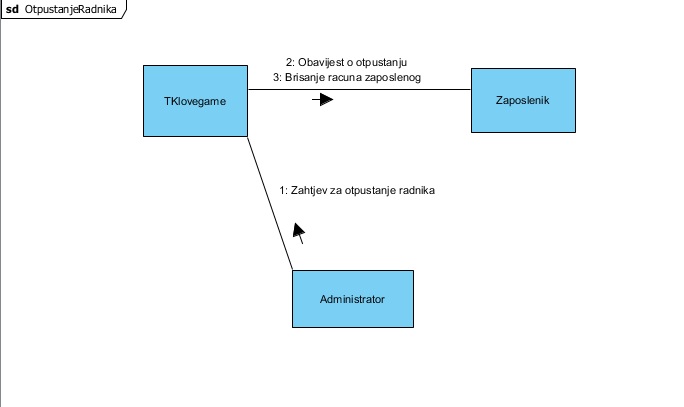 sd OtpustanjeRadnika
2: Obavijest o otpustanju
3: Brisanje racuna zaposlenog
TKlovegame
Zaposlenik
1: Zahtjev za otpustanje radnika
Administrator